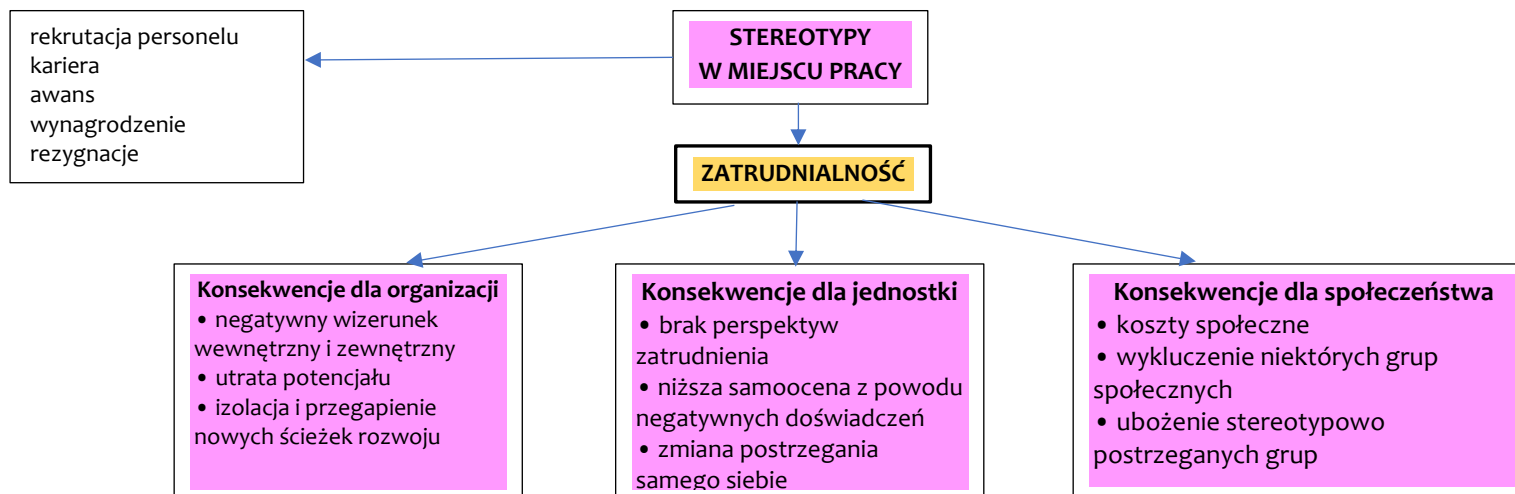 rekrutacja personelu
kariera
awans
wynagrodzenie
rezygnacje
STEREOTYPY
W MIEJSCU PRACY
ZATRUDNIALNOŚĆ
Konsekwencje dla organizacji
• negatywny wizerunek
wewnętrzny i zewnętrzny
• utrata potencjału
• izolacja i przegapienie
nowych ścieżek rozwoju
Konsekwencje dla jednostki
• brak perspektyw
zatrudnienia
• niższa samoocena z powodu
negatywnych doświadczeń
• zmiana postrzegania
samego siebie
Konsekwencje dla społeczeństwa
• koszty społeczne
• wykluczenie niektórych grup
społecznych
• ubożenie stereotypowo
postrzeganych grup